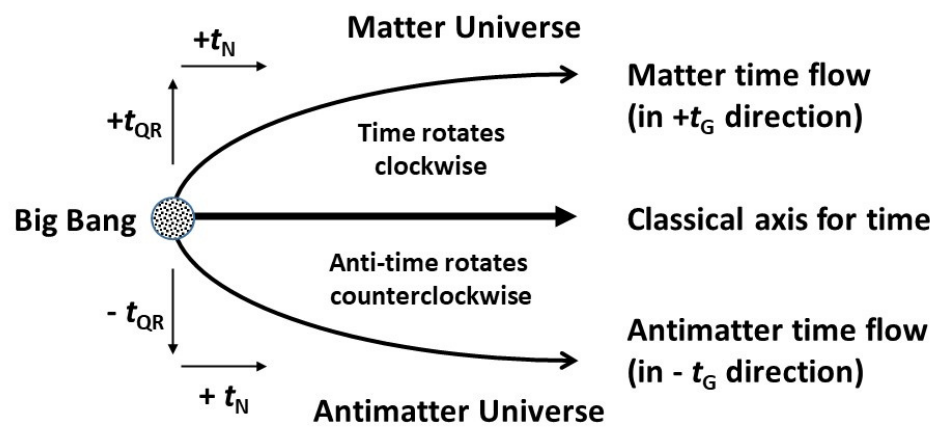 Matter Universe
+tN
Matter time flow
(in +tG direction)
+tQR
Time rotates
clockwise
Big Bang
Classical axis for time
Anti-time rotates
counterclockwise
- tQR
Antimatter time flow
(in - tG direction)
+ tN
Antimatter Universe